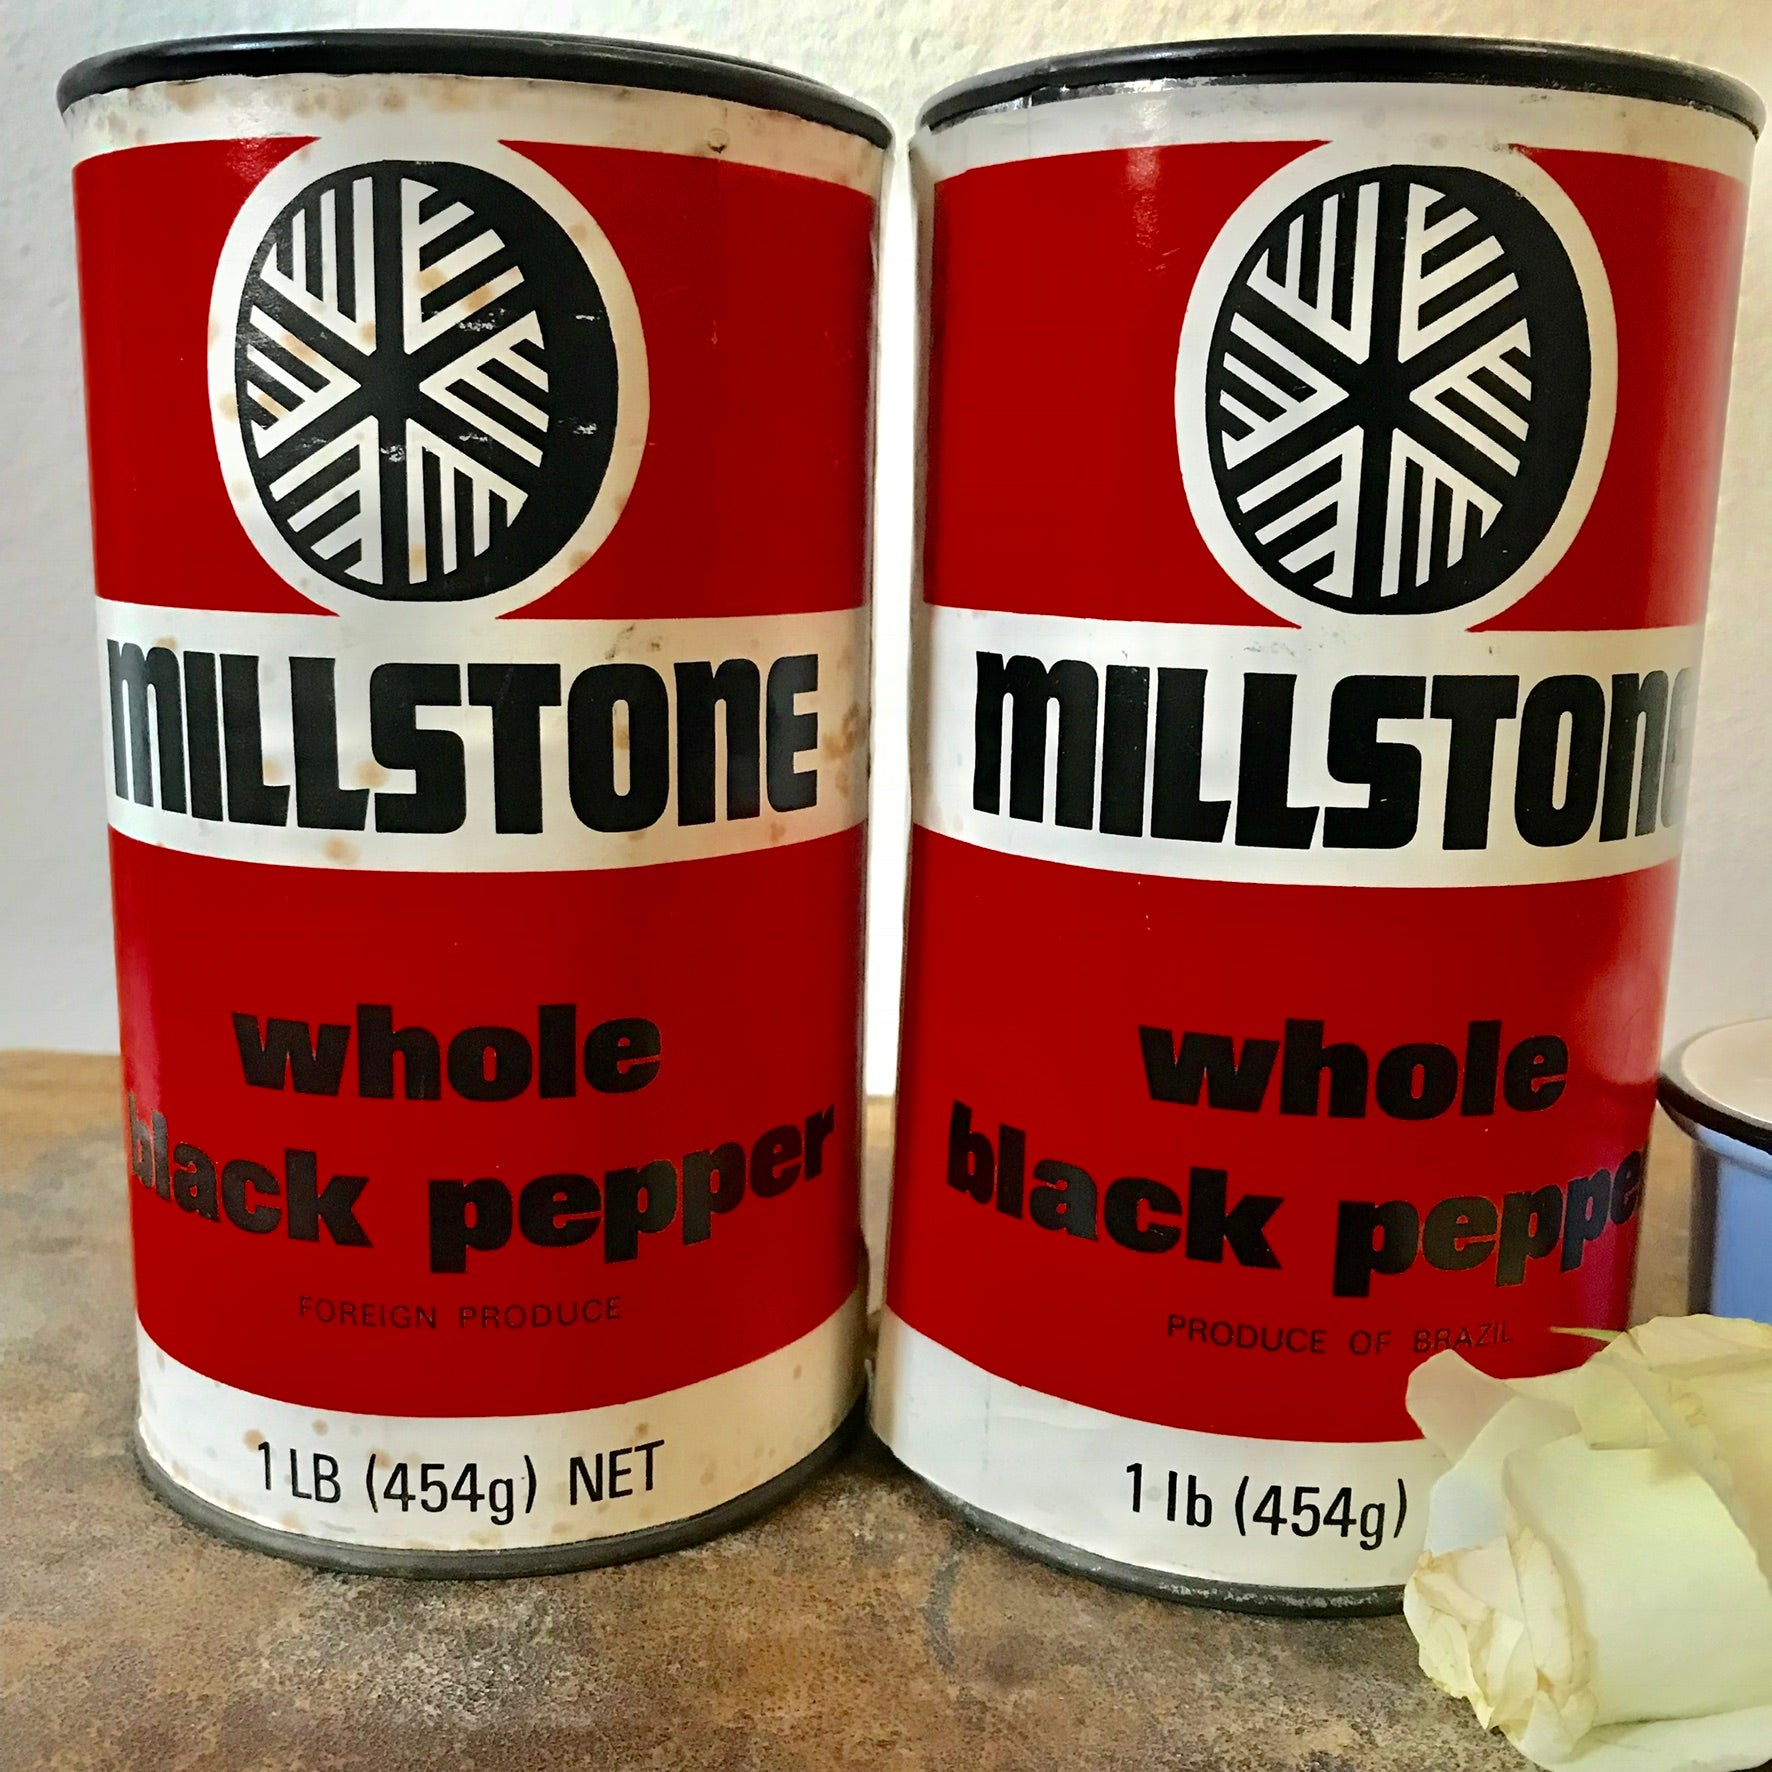 MILLSTONE
whole
black pepper
FOREIGN PRODUCE
1 LB (454g) NET
MILLSTONE
whole
black peppe
PRODUCE OF BRAZIL
1 lb (454g)